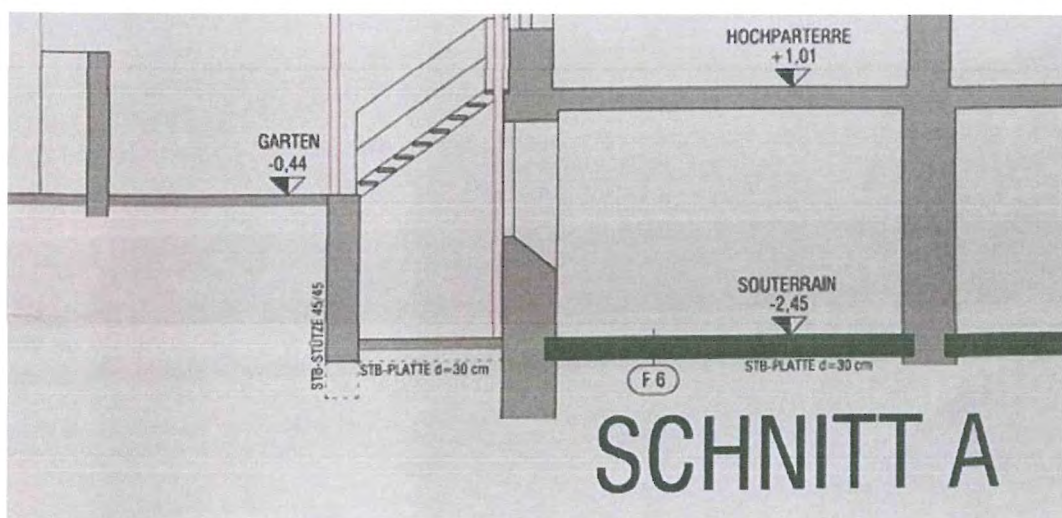 HOCHPARTERRE
+1,01
GARTEN
-0,44
SOUTERRAIN
-2,45
STB-STÜTZE 45/45
STB-PLATTE d=30 cm
F 6
STB-PLATTE d=30 cm
SCHNITT A